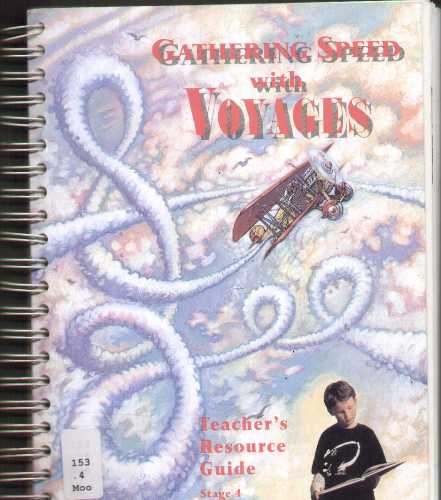 GATHERING SPEED
with
VOYAGES
Teacher's
Resource
Guide
Stage 4
153
.4
Moo